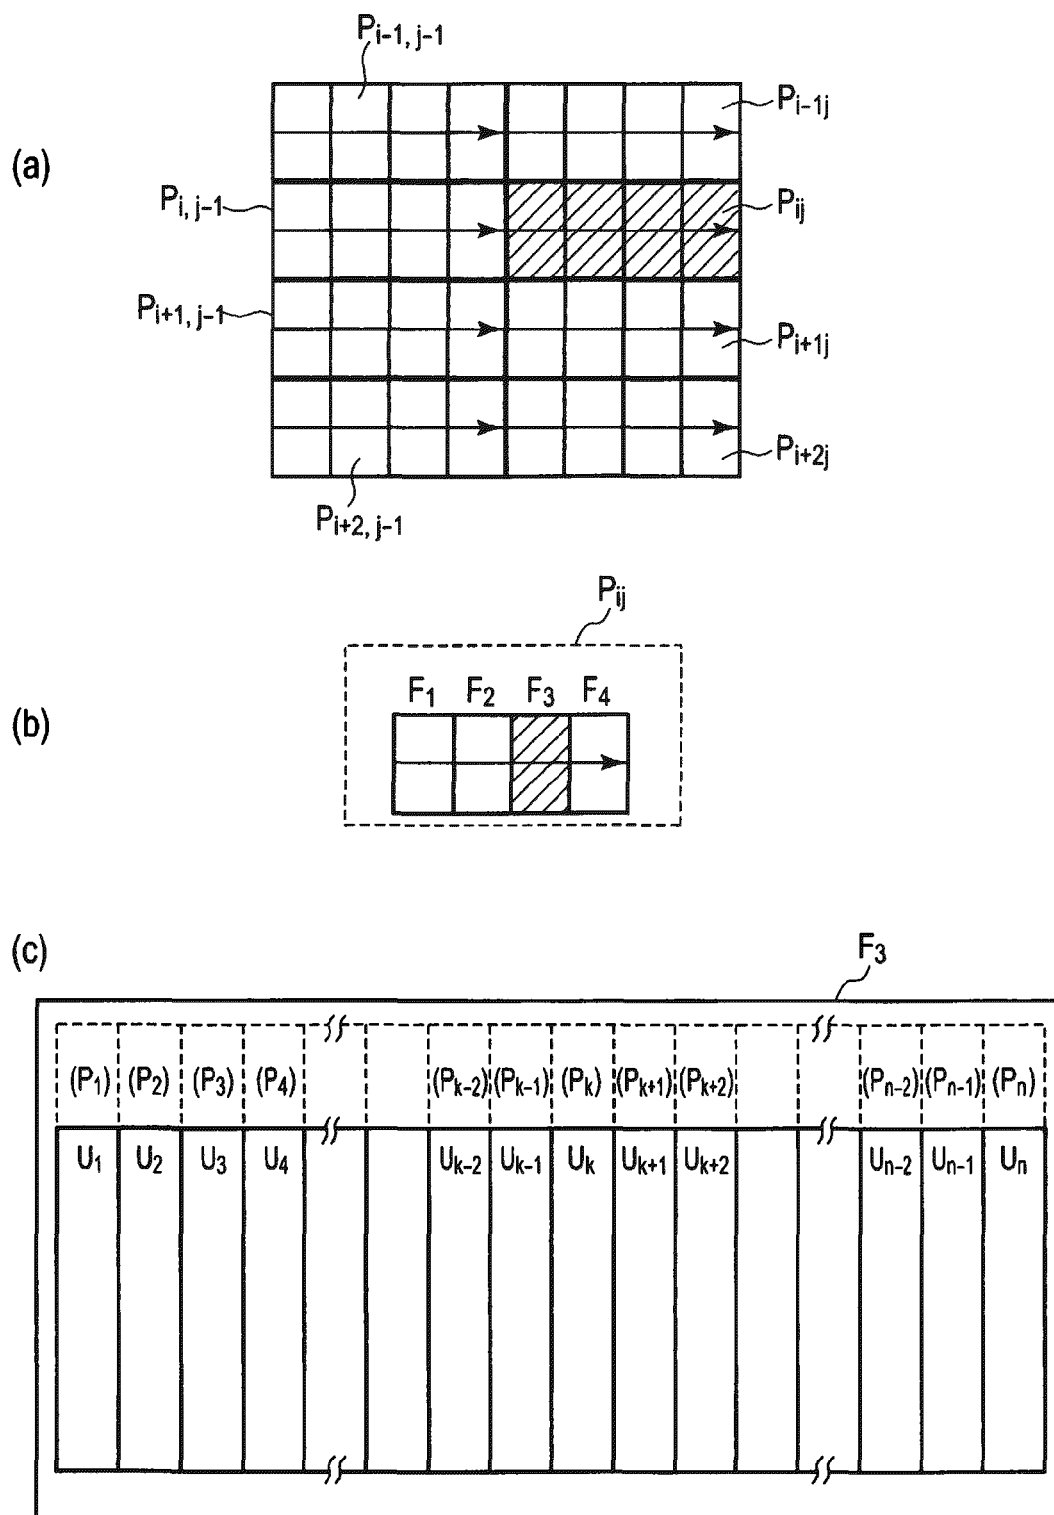 P_{i-1, j-1}
(a)
P_{i-1j}
P_{i, j-1}
P_{ij}
P_{i+1, j-1}
P_{i+1j}
P_{i+2j}
P_{i+2, j-1}
P_{ij}
(b)
F_1 F_2 F_3 F_4
(c)
F_3
(P_1) (P_2) (P_3) (P_4) (P_{k-2}) (P_{k-1}) (P_k) (P_{k+1}) (P_{k+2}) (P_{n-2}) (P_{n-1}) (P_n)
U_1 U_2 U_3 U_4 U_{k-2} U_{k-1} U_k U_{k+1} U_{k+2} U_{n-2} U_{n-1} U_n